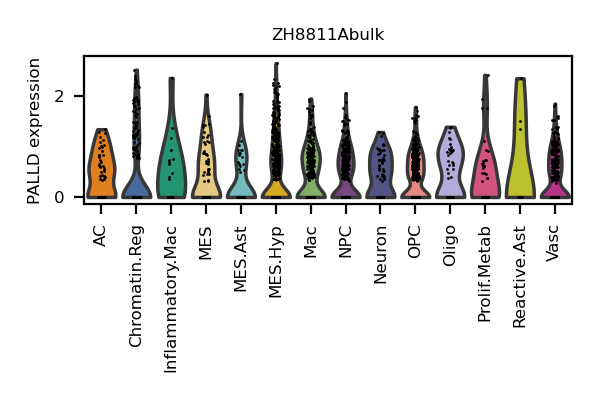 ZH8811Abulk
PALLD expression
2
0
AC
Chromatin.Reg
Inflammatory.Mac
MES
MES.Ast
MES.Hyp
Mac
NPC
Neuron
OPC
Oligo
Prolif.Metab
Reactive.Ast
Vasc